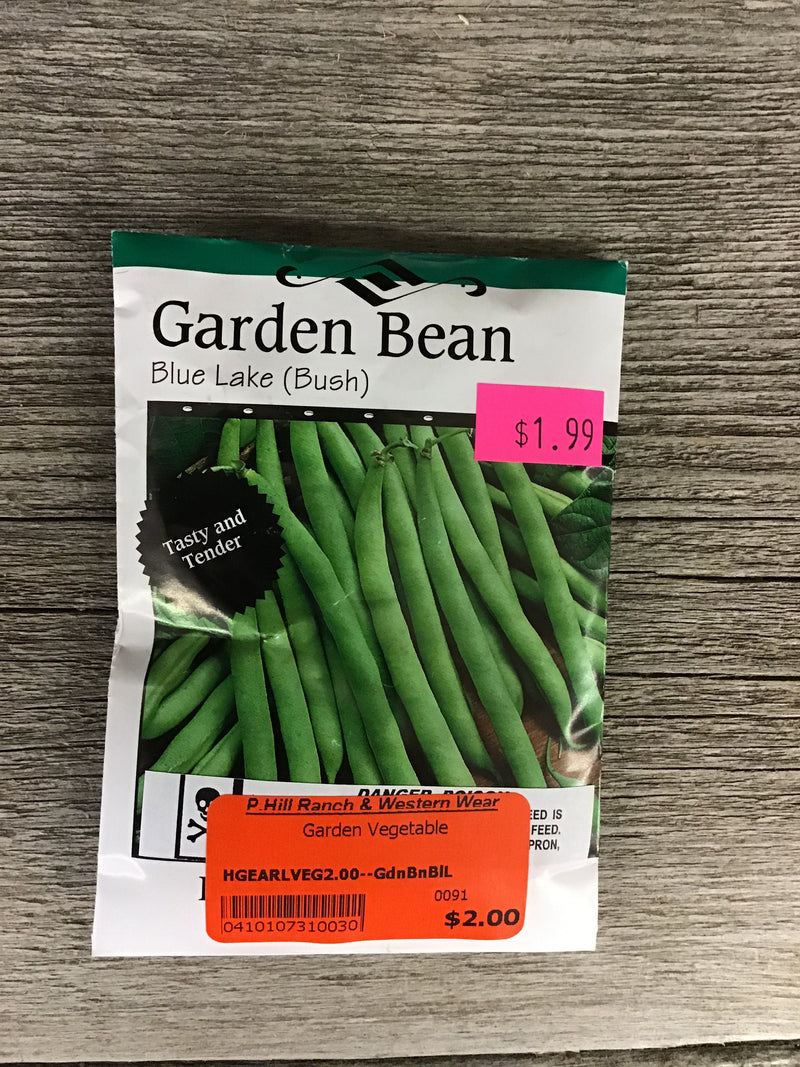 Garden Bean
Blue Lake (Bush)
$1.99
Tasty and
Tender
DANGER POISON
EED IS
FEED.
PRON,
P.Hill Ranch & Western Wear
Garden Vegetable
HGEARLVEG2.00--GdnBnBlL
0091
0410107310030
$2.00